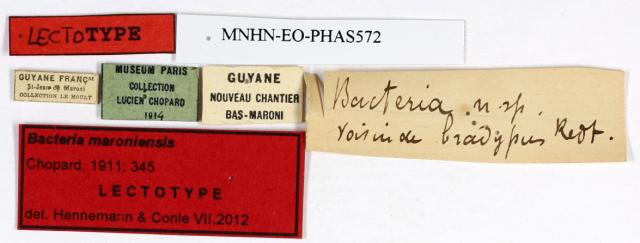 LECTOTYPE
MNHN-EO-PHAS572
GUYANE FRANÇSE
St-Jean du Maroni
COLLECTION LE MOULT
MUSEUM PARIS
COLLECTION
LUCIEN CHOPARD
1914
GUYANE
NOUVEAU CHANTIER
BAS-MARONI
Bacteria n. sp.
voisin de bradypus Redt.
Bacteria maroniensis
Chopard, 1911: 345
LECTOTYPE
det. Hennemann & Conle VII.2012